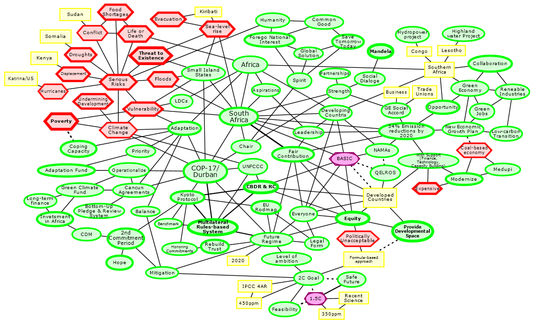 Sudan
Food
Shortages
Evacuation
Kiribati
Humanity
Common
Good
Hydropower
project
Highland
water Project
Somalia
Conflict
Life or
Death
Sea-level
rise
Forego National
Interest
Save
Tomorrow
Today
Mandela
Congo
Lesotho
Kenya
Droughts
Threat to
Existence
Global
Solution
Collaboration
Katrina/US
Displacement
Serious
Risks
Floods
Small Island
States
Africa
Spirit
Partnerships
Social
Dialoge
Southern
Africa
Green
Economy
Renewable
Industries
Hurricanes
Undermining
Development
Vulnerability
LDCs
Aspirations
Strength
Business
Trade
Unions
Opportunity
Green
Jobs
Poverty
Climate
Change
Adaptation
South
Africa
Developing
Countries
GE Social
Accord
34% Emission
reductions by
2020
New Economic
Growth Plan
Low-carbon
Transition
Coping
Capacity
Priority
Chair
Leadership
Fair
Contribution
BASIC
NAMAs
Coal-based
economy
Adaptation Fund
Operationalize
COP-17/
Durban
UNFCCC
QELROS
Modernize
Medupi
Green Climate
Fund
Cancun
Agreements
Kyoto
Protocol
CBDR & RC
Developed
Countries
Expensive
Long-term
Finance
Investment
in Africa
Bottom-up
Pledge & Review
System
Balance
Benchmark
Multilateral
Rules-based
System
EU
Roadmap
Everyone
Equity
Provide
Developmental
Space
CDM
2nd
Commitment
Period
Honoring
Commitments
Rebuild
Trust
Future
Regime
Legal
Form
Politically
Unacceptable
Hope
Mitigation
2020
Level of
ambition
Formula-based
approach
2C Goal
Safe
Future
IPCC 4AR
450ppm
1.5C
Recent
Science
Feasibility
350ppm